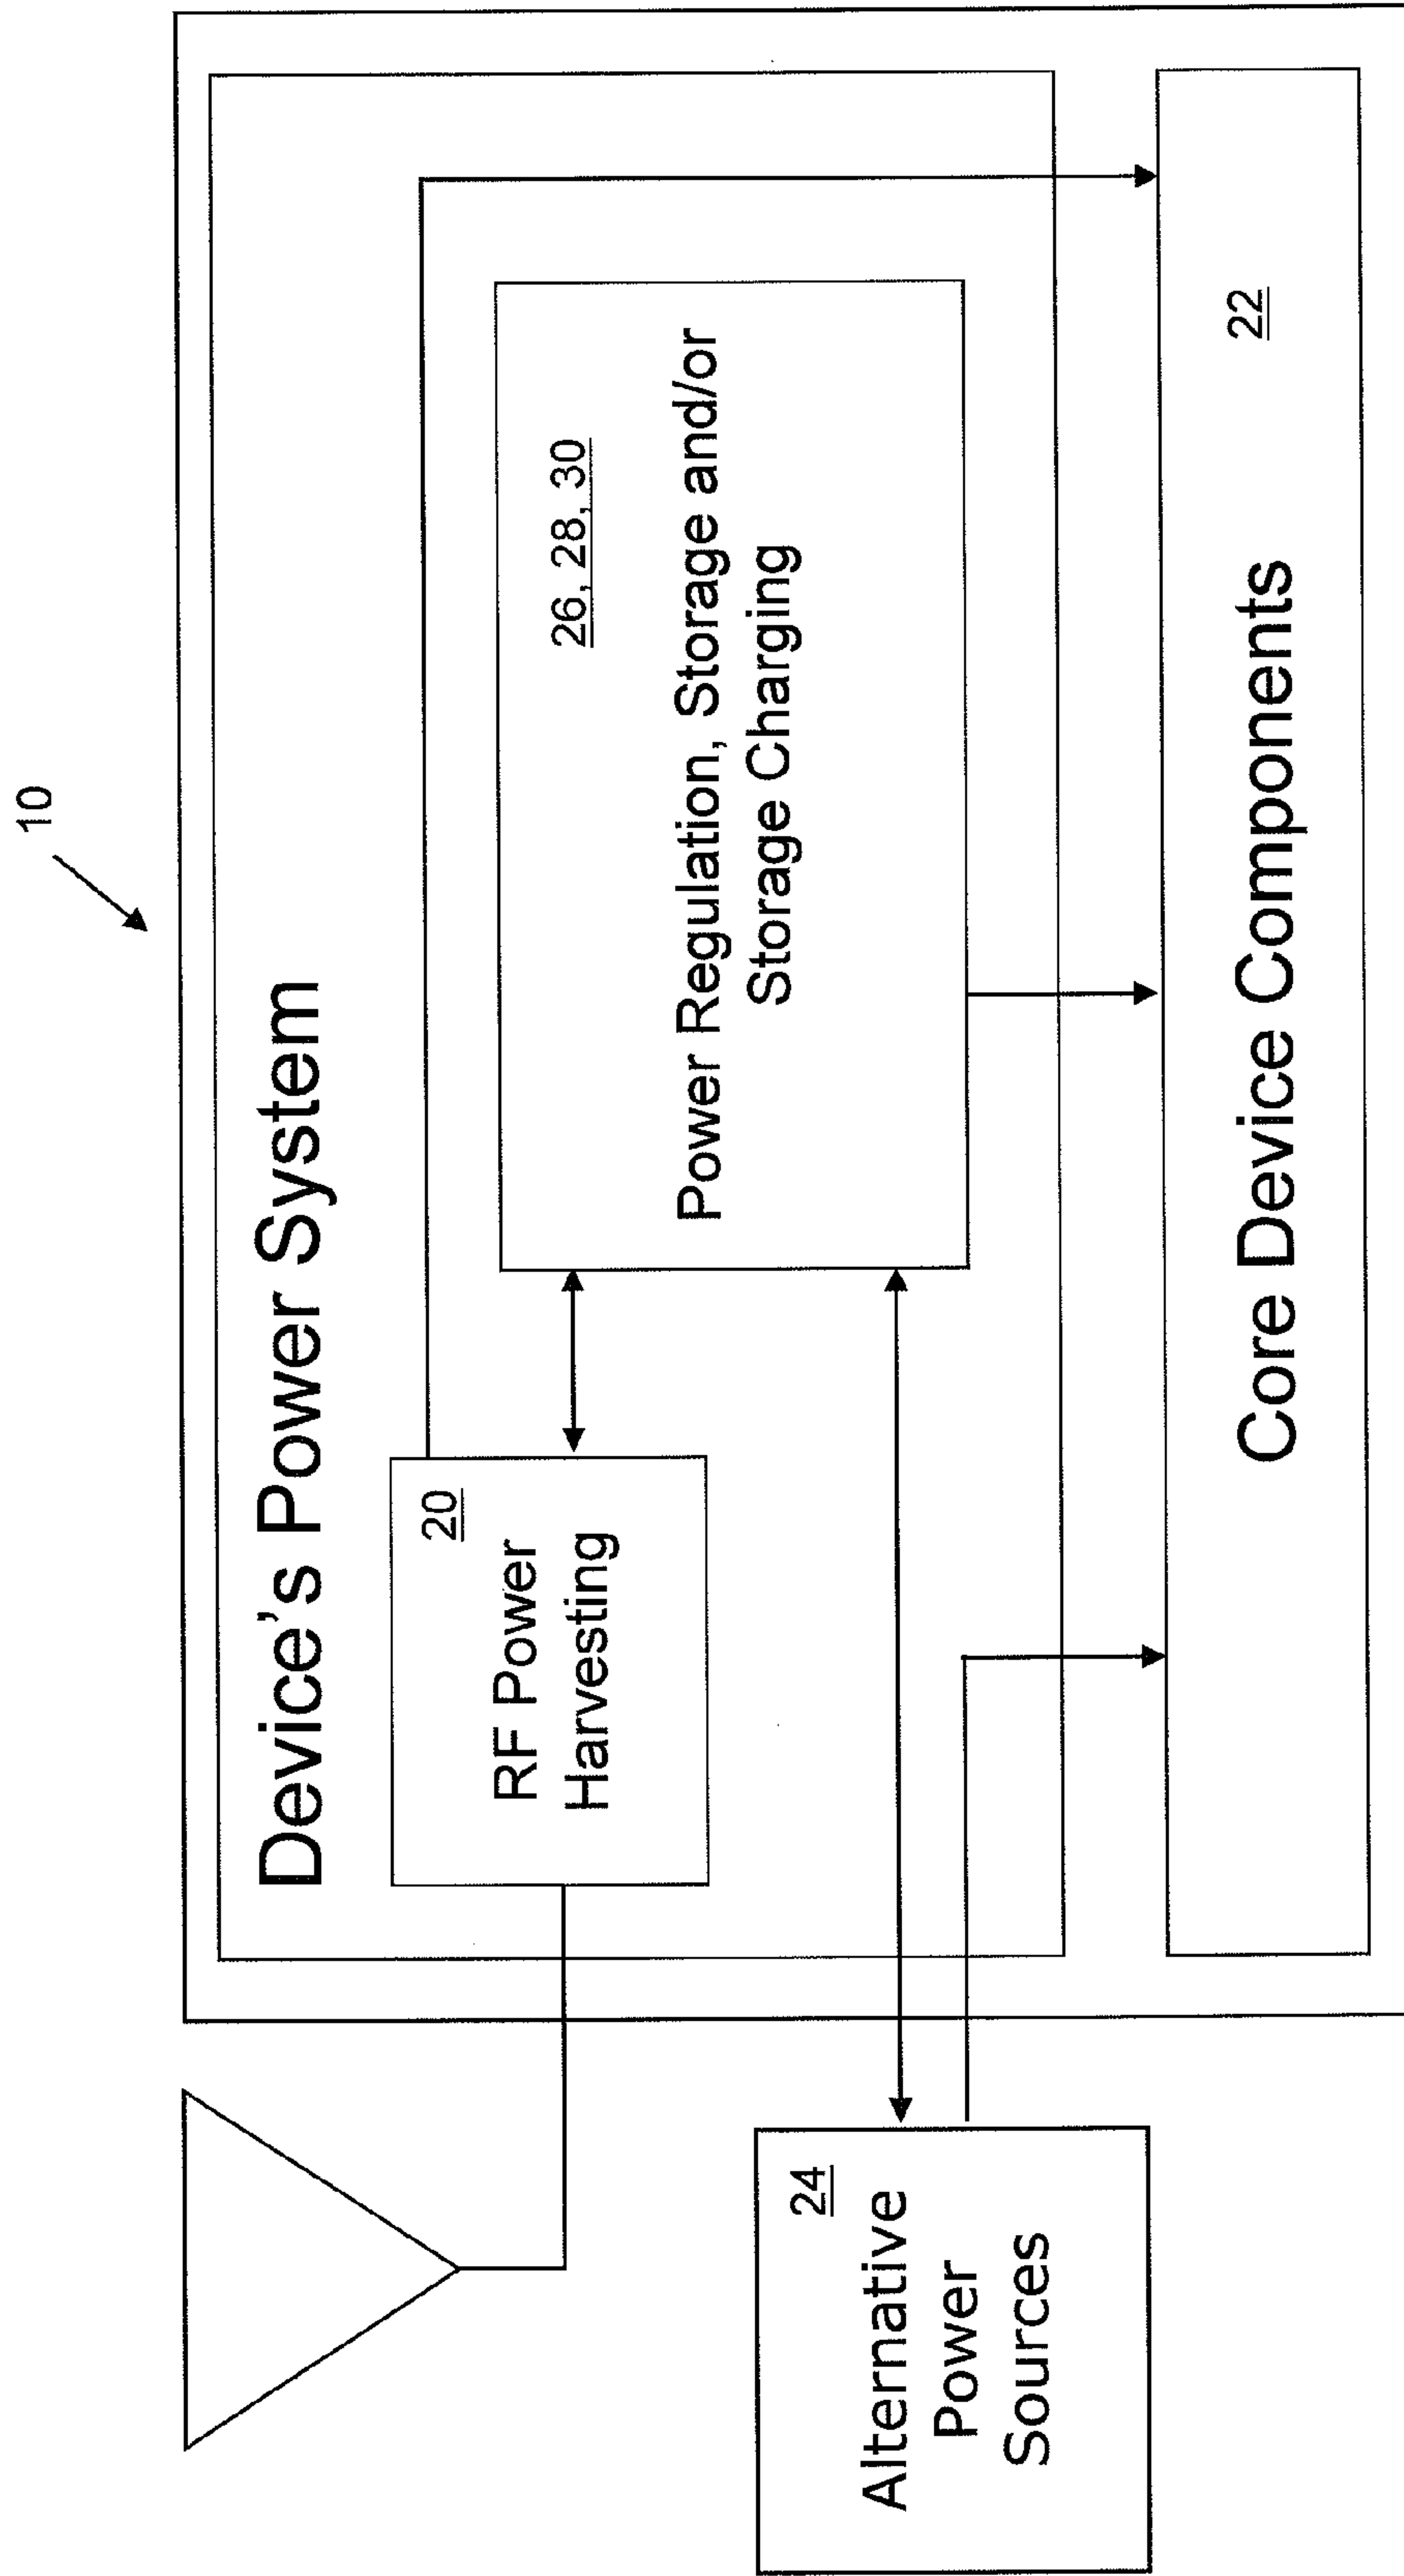 10
Device's Power System
20
RF Power
Harvesting
26, 28, 30
Power Regulation, Storage and/or
Storage Charging
24
Alternative
Power
Sources
22
Core Device Components